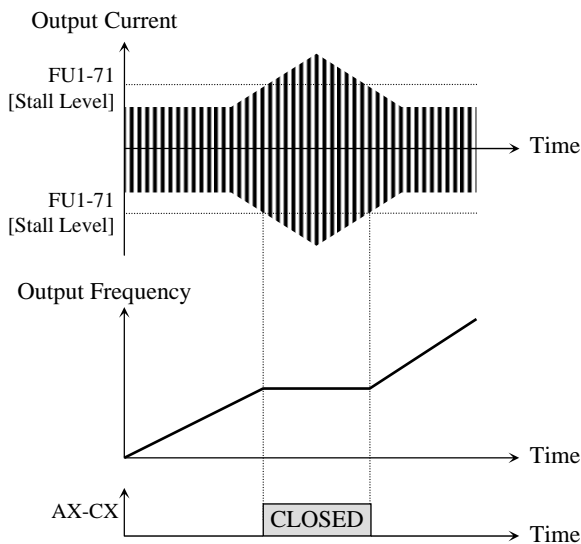 Output Current
FU1-71
[Stall Level]
Time
FU1-71
[Stall Level]
Output Frequency
Time
AX-CX
CLOSED
Time